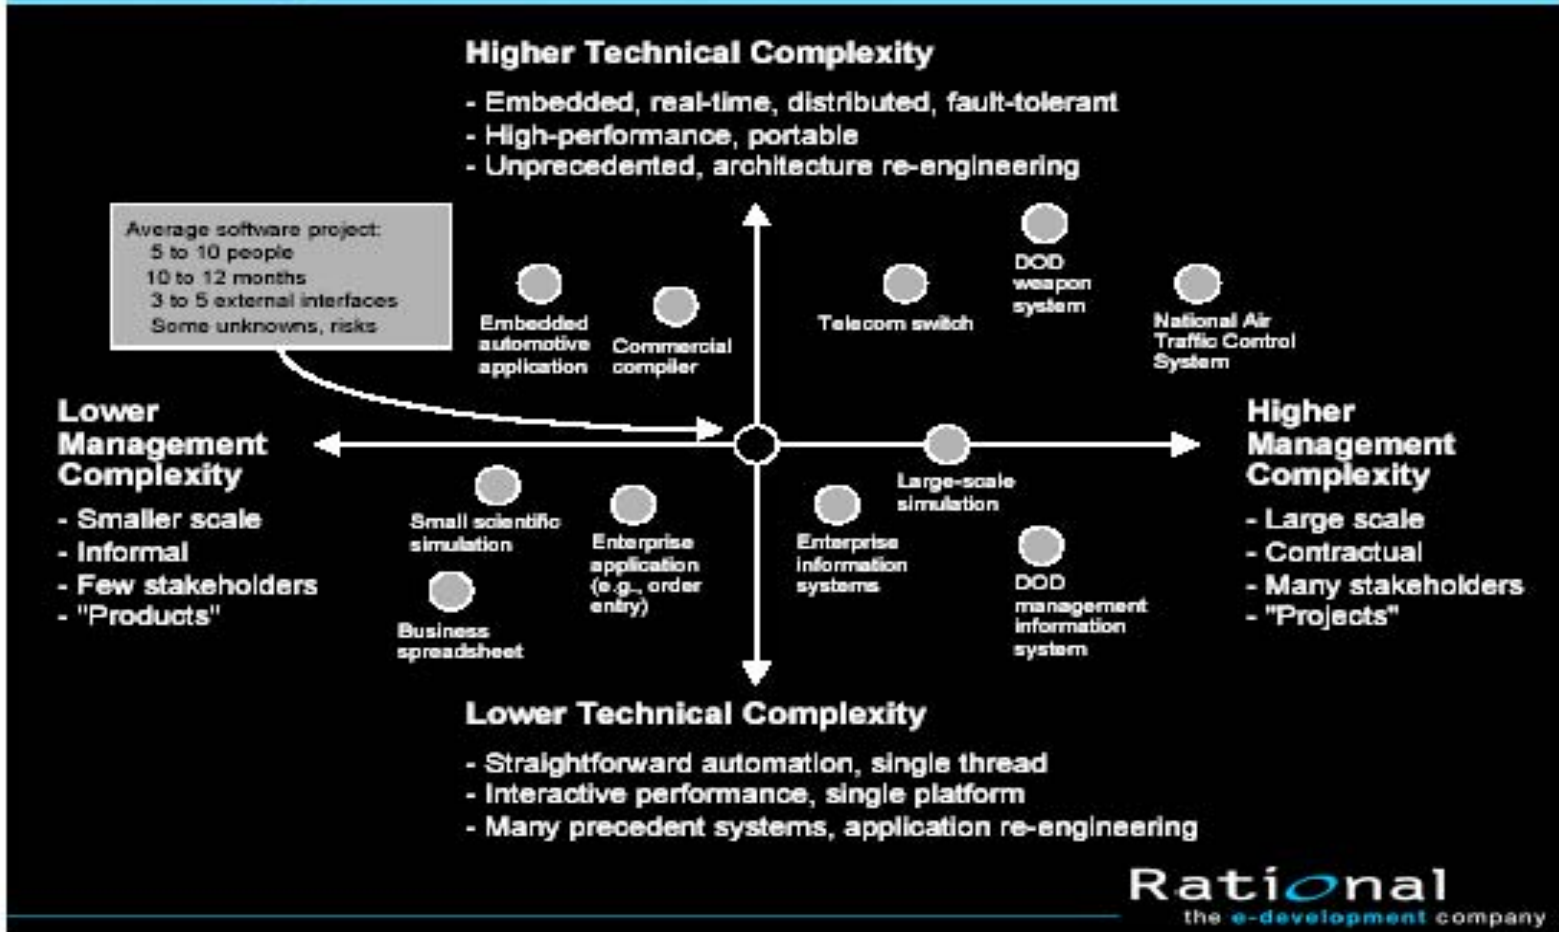 Higher Technical Complexity
- Embedded, real-time, distributed, fault-tolerant
- High-performance, portable
- Unprecedented, architecture re-engineering
Average software project:
5 to 10 people
10 to 12 months
3 to 5 external interfaces
Some unknowns, risks
Embedded
automotive
application
Commercial
compiler
Telecom switch
DOD
weapon
system
National Air
Traffic Control
System
Lower
Management
Complexity
- Smaller scale
- Informal
- Few stakeholders
- "Products"
Small scientific
simulation
Business
spreadsheet
Enterprise
application
(e.g., order
entry)
Enterprise
information
systems
Large-scale
simulation
DOD
management
information
system
Higher
Management
Complexity
- Large scale
- Contractual
- Many stakeholders
- "Projects"
Lower Technical Complexity
- Straightforward automation, single thread
- Interactive performance, single platform
- Many precedent systems, application re-engineering
Rational
the e-development company